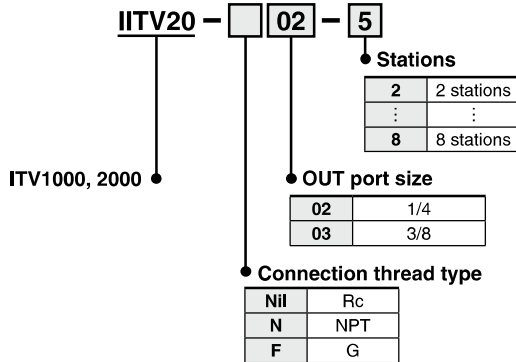 IITV20 – 02 – 5
Stations
2 2 stations
⋮ ⋮
8 8 stations
ITV1000, 2000
OUT port size
02 1/4
03 3/8
Connection thread type
Nil Rc
N NPT
F G